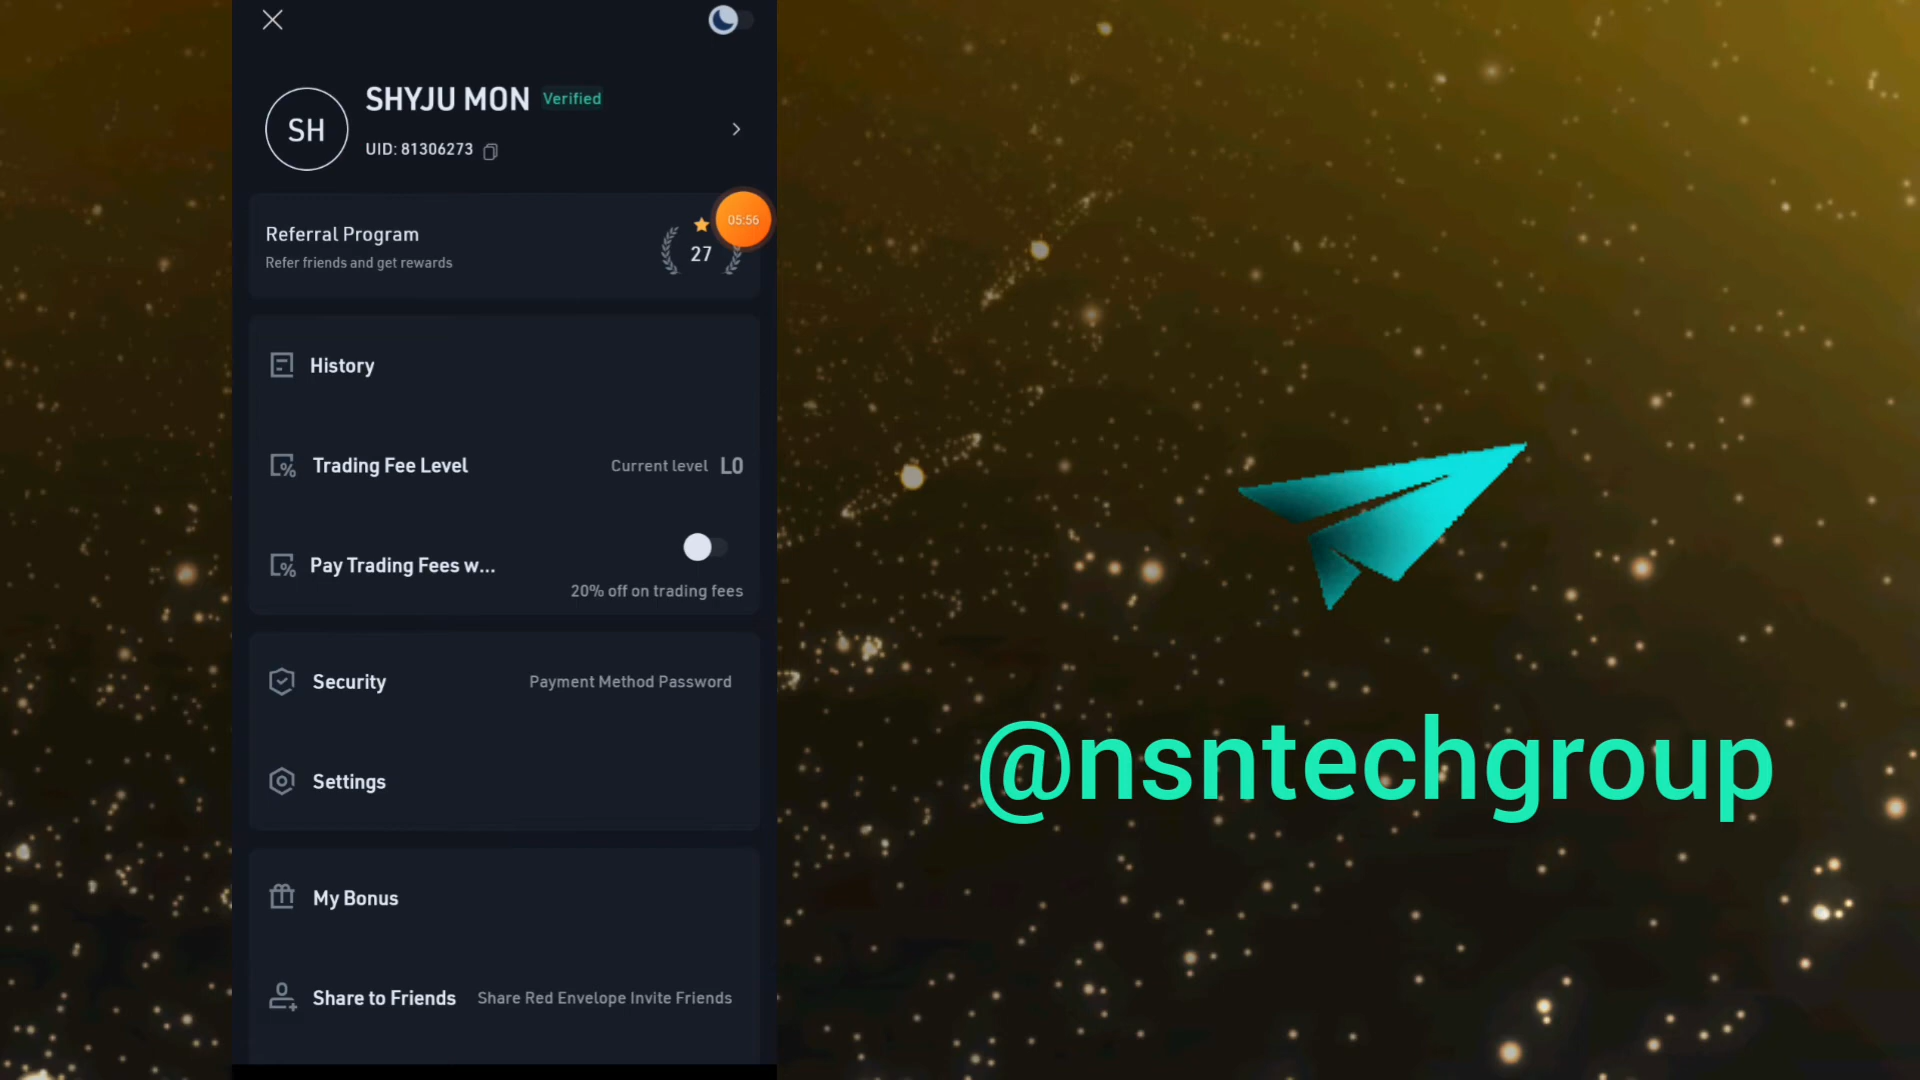 SHYJU MON Verified
SH
UID: 81306273
Referral Program
Refer friends and get rewards
27
05:56
History
Trading Fee Level Current level L0
Pay Trading Fees w...
20% off on trading fees
Security Payment Method Password
Settings
My Bonus
Share to Friends Share Red Envelope Invite Friends
@nsntechgroup